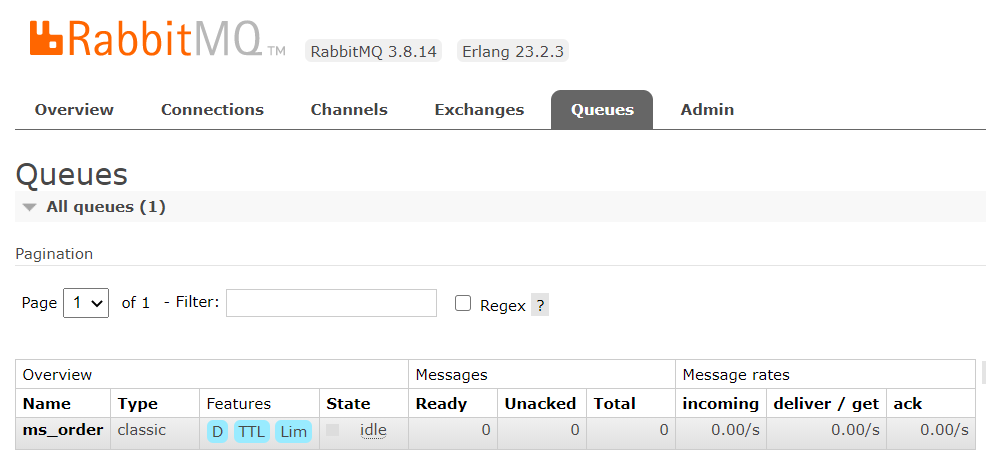 RabbitMQ TM RabbitMQ 3.8.14 Erlang 23.2.3
Overview Connections Channels Exchanges Queues Admin
Queues
All queues (1)
Pagination
Page 1 of 1 - Filter: Regex ?
Overview Messages Message rates
Name Type Features State Ready Unacked Total incoming deliver / get ack
ms_order classic D TTL Lim idle 0 0 0 0.00/s 0.00/s 0.00/s